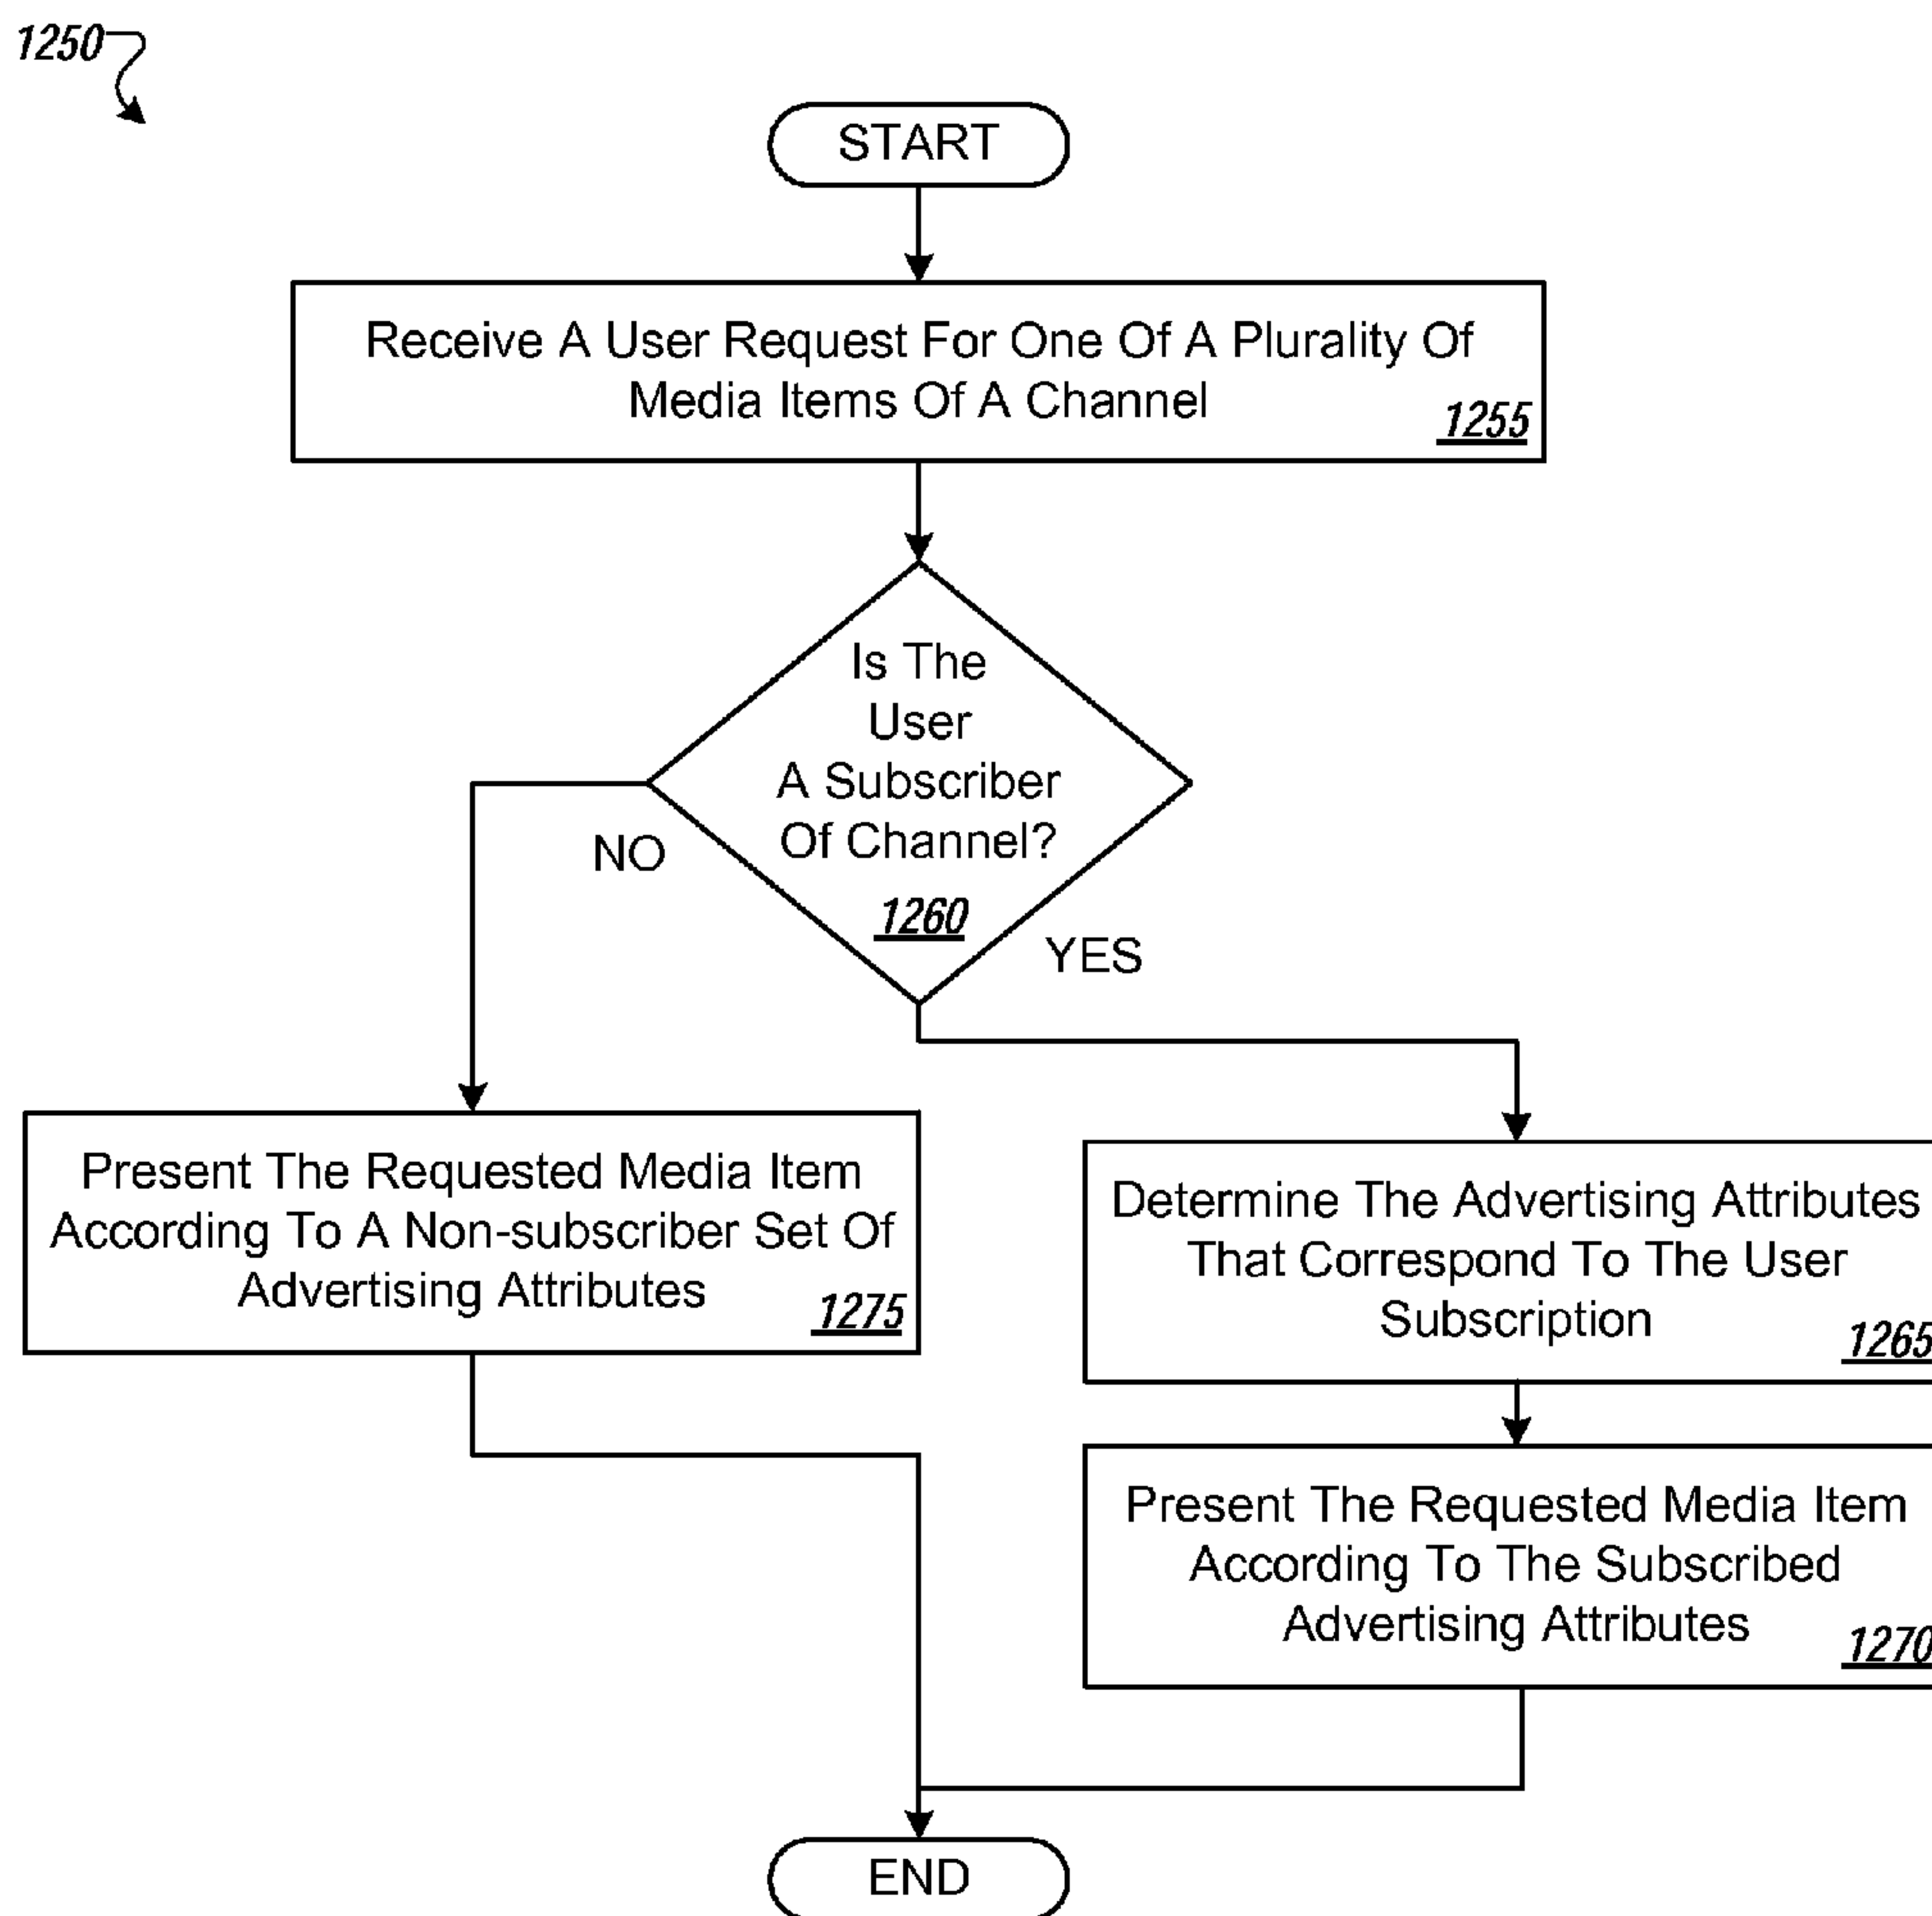 1250
START
Receive A User Request For One Of A Plurality Of
Media Items Of A Channel
1255
Is The
User
A Subscriber
Of Channel?
1260
NO
YES
Present The Requested Media Item
According To A Non-subscriber Set Of
Advertising Attributes
1275
Determine The Advertising Attributes
That Correspond To The User
Subscription
1265
Present The Requested Media Item
According To The Subscribed
Advertising Attributes
1270
END